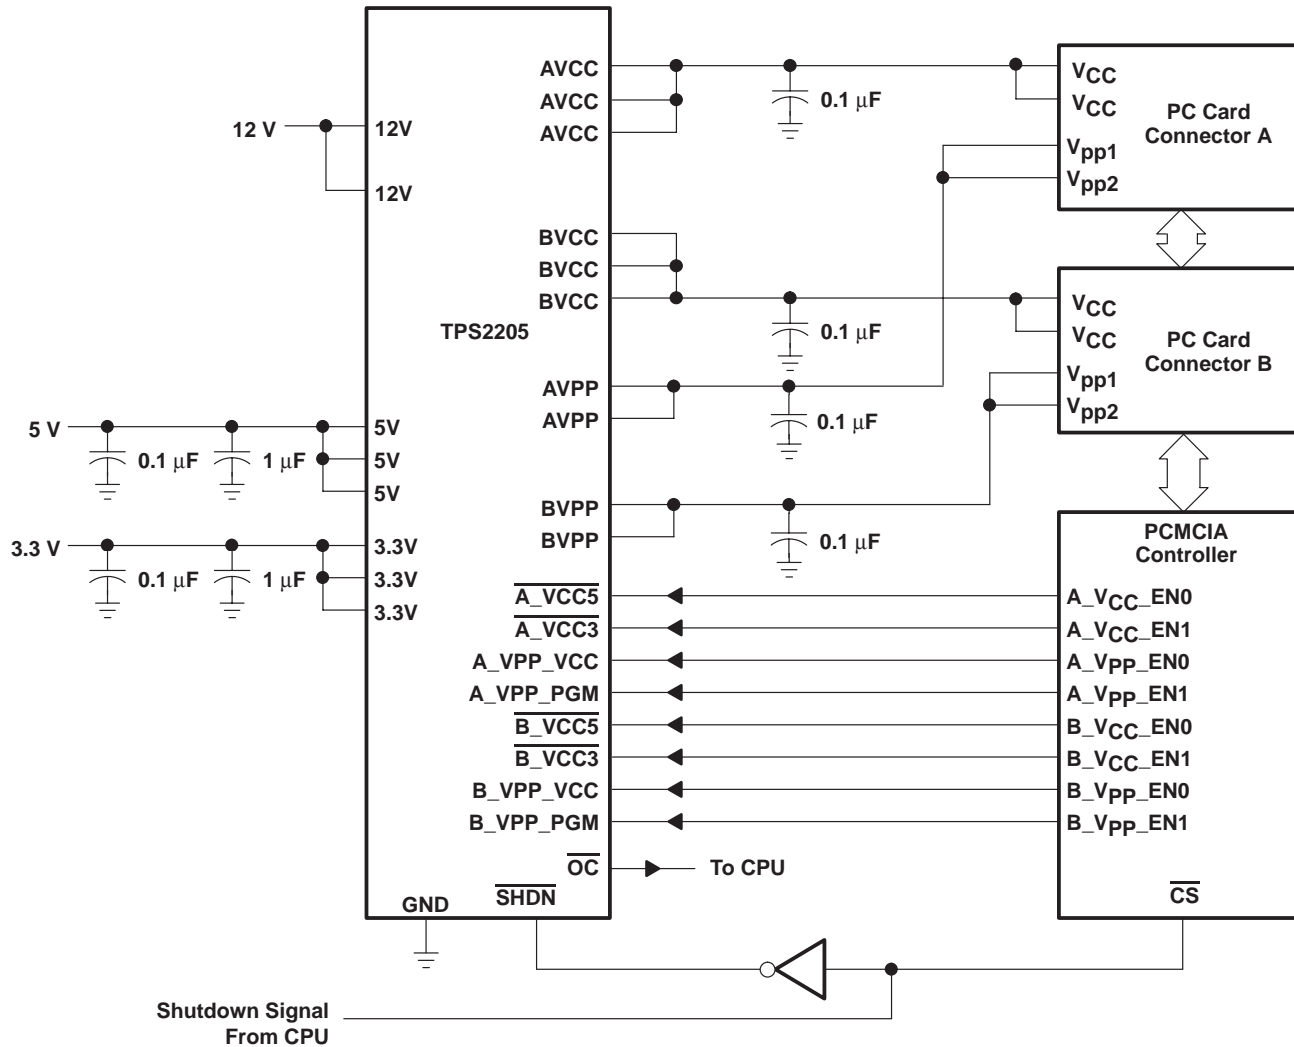 12 V
12V
12V
5 V
0.1 μF
1 μF
5V
5V
5V
3.3 V
0.1 μF
1 μF
3.3V
3.3V
3.3V
TPS2205
AVCC
AVCC
AVCC
BVCC
BVCC
BVCC
AVPP
AVPP
BVPP
BVPP
A_VCC5
A_VCC3
A_VPP_VCC
A_VPP_PGM
B_VCC5
B_VCC3
B_VPP_VCC
B_VPP_PGM
OC
SHDN
GND
0.1 μF
0.1 μF
0.1 μF
0.1 μF
To CPU
VCC
VCC
Vpp1
Vpp2
PC Card
Connector A
VCC
VCC
Vpp1
Vpp2
PC Card
Connector B
PCMCIA
Controller
A_VCC_EN0
A_VCC_EN1
A_VPP_EN0
A_VPP_EN1
B_VCC_EN0
B_VCC_EN1
B_VPP_EN0
B_VPP_EN1
CS
Shutdown Signal
From CPU